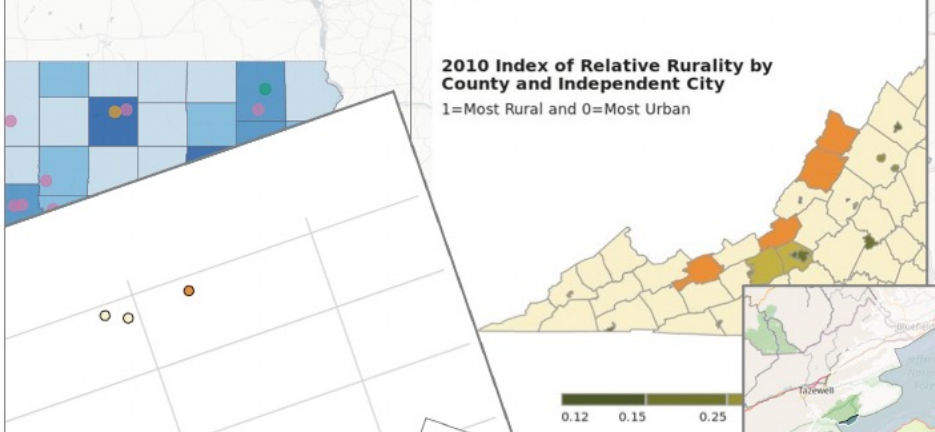 2010 Index of Relative Rurality by
County and Independent City
1=Most Rural and 0=Most Urban
Bluefield
Tazewell
0.12 0.15 0.25